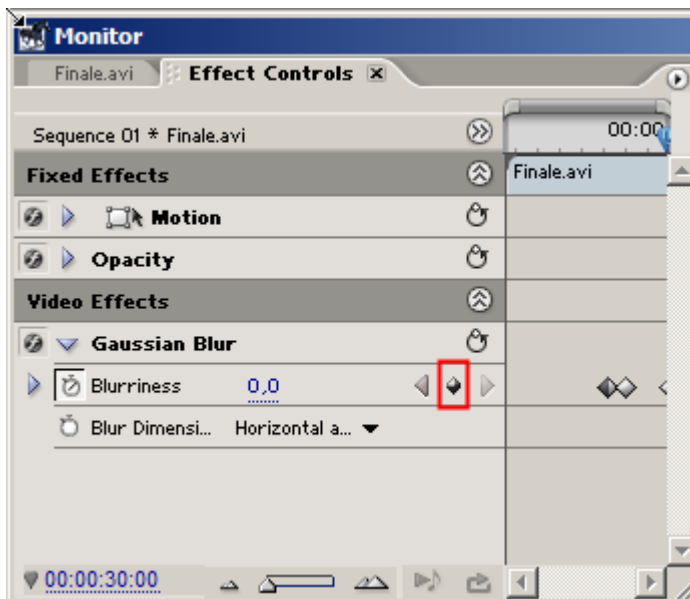 Monitor
Finale.avi Effect Controls
Sequence 01 * Finale.avi 00:00
Fixed Effects Finale.avi
Motion
Opacity
Video Effects
Gaussian Blur
Blurriness 0,0
Blur Dimensi... Horizontal a...
00:00:30:00